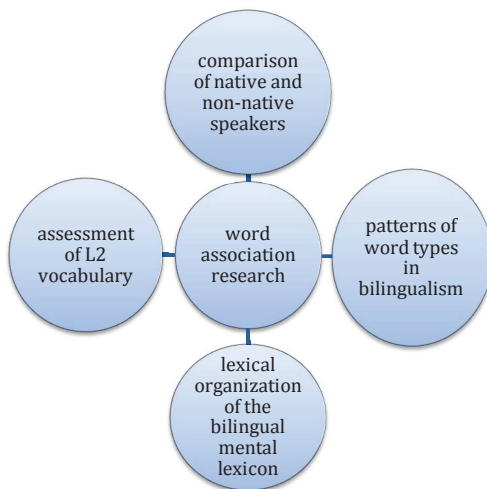 comparison
of native and
non-native
speakers
assessment
of L2
vocabulary
word
association
research
patterns of
word types
in
bilingualism
lexical
organization
of the
bilingual
mental
lexicon